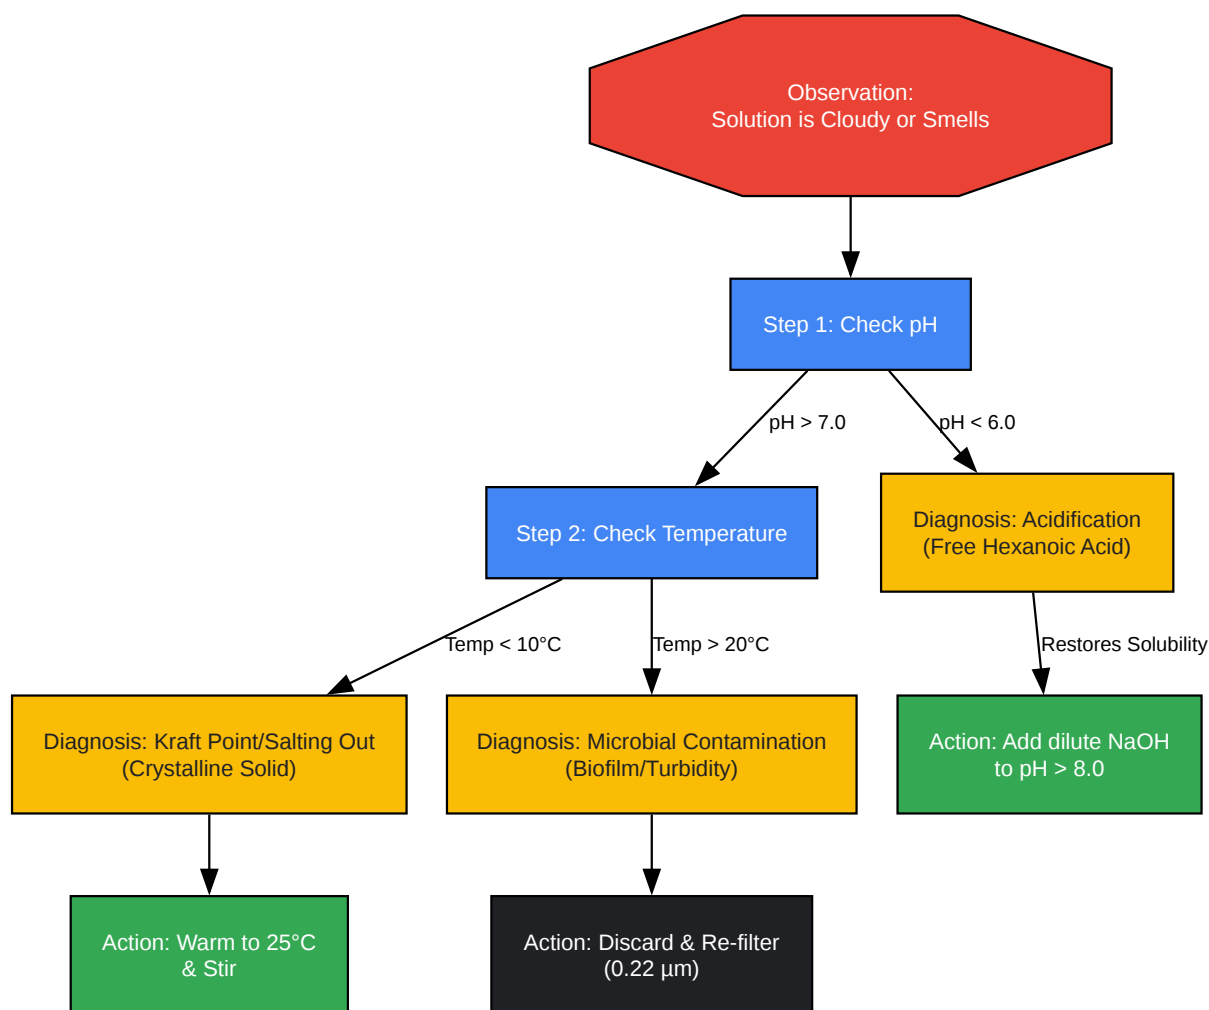 Observation:
Solution is Cloudy or Smells
Step 1: Check pH
pH > 7.0
pH < 6.0
Step 2: Check Temperature
Diagnosis: Acidification
(Free Hexanoic Acid)
Temp < 10°C
Temp > 20°C
Restores Solubility
Diagnosis: Kraft Point/Salting Out
(Crystalline Solid)
Diagnosis: Microbial Contamination
(Biofilm/Turbidity)
Action: Add dilute NaOH
to pH > 8.0
Action: Warm to 25°C
& Stir
Action: Discard & Re-filter
(0.22 µm)